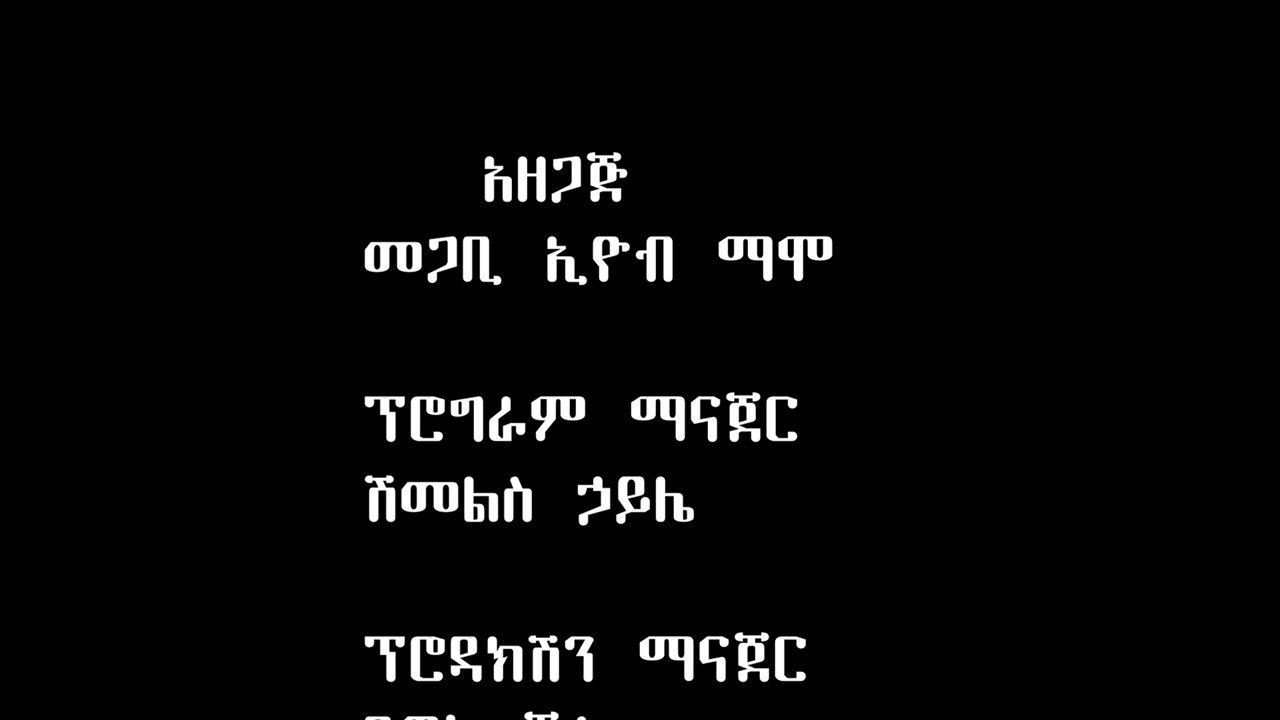 አዘጋጅ
መጋቢ ኢዮብ ማሞ
ፕሮግራም ማናጀር
ሽመልስ ኃይሌ
ፕሮዳክሽን ማናጀር